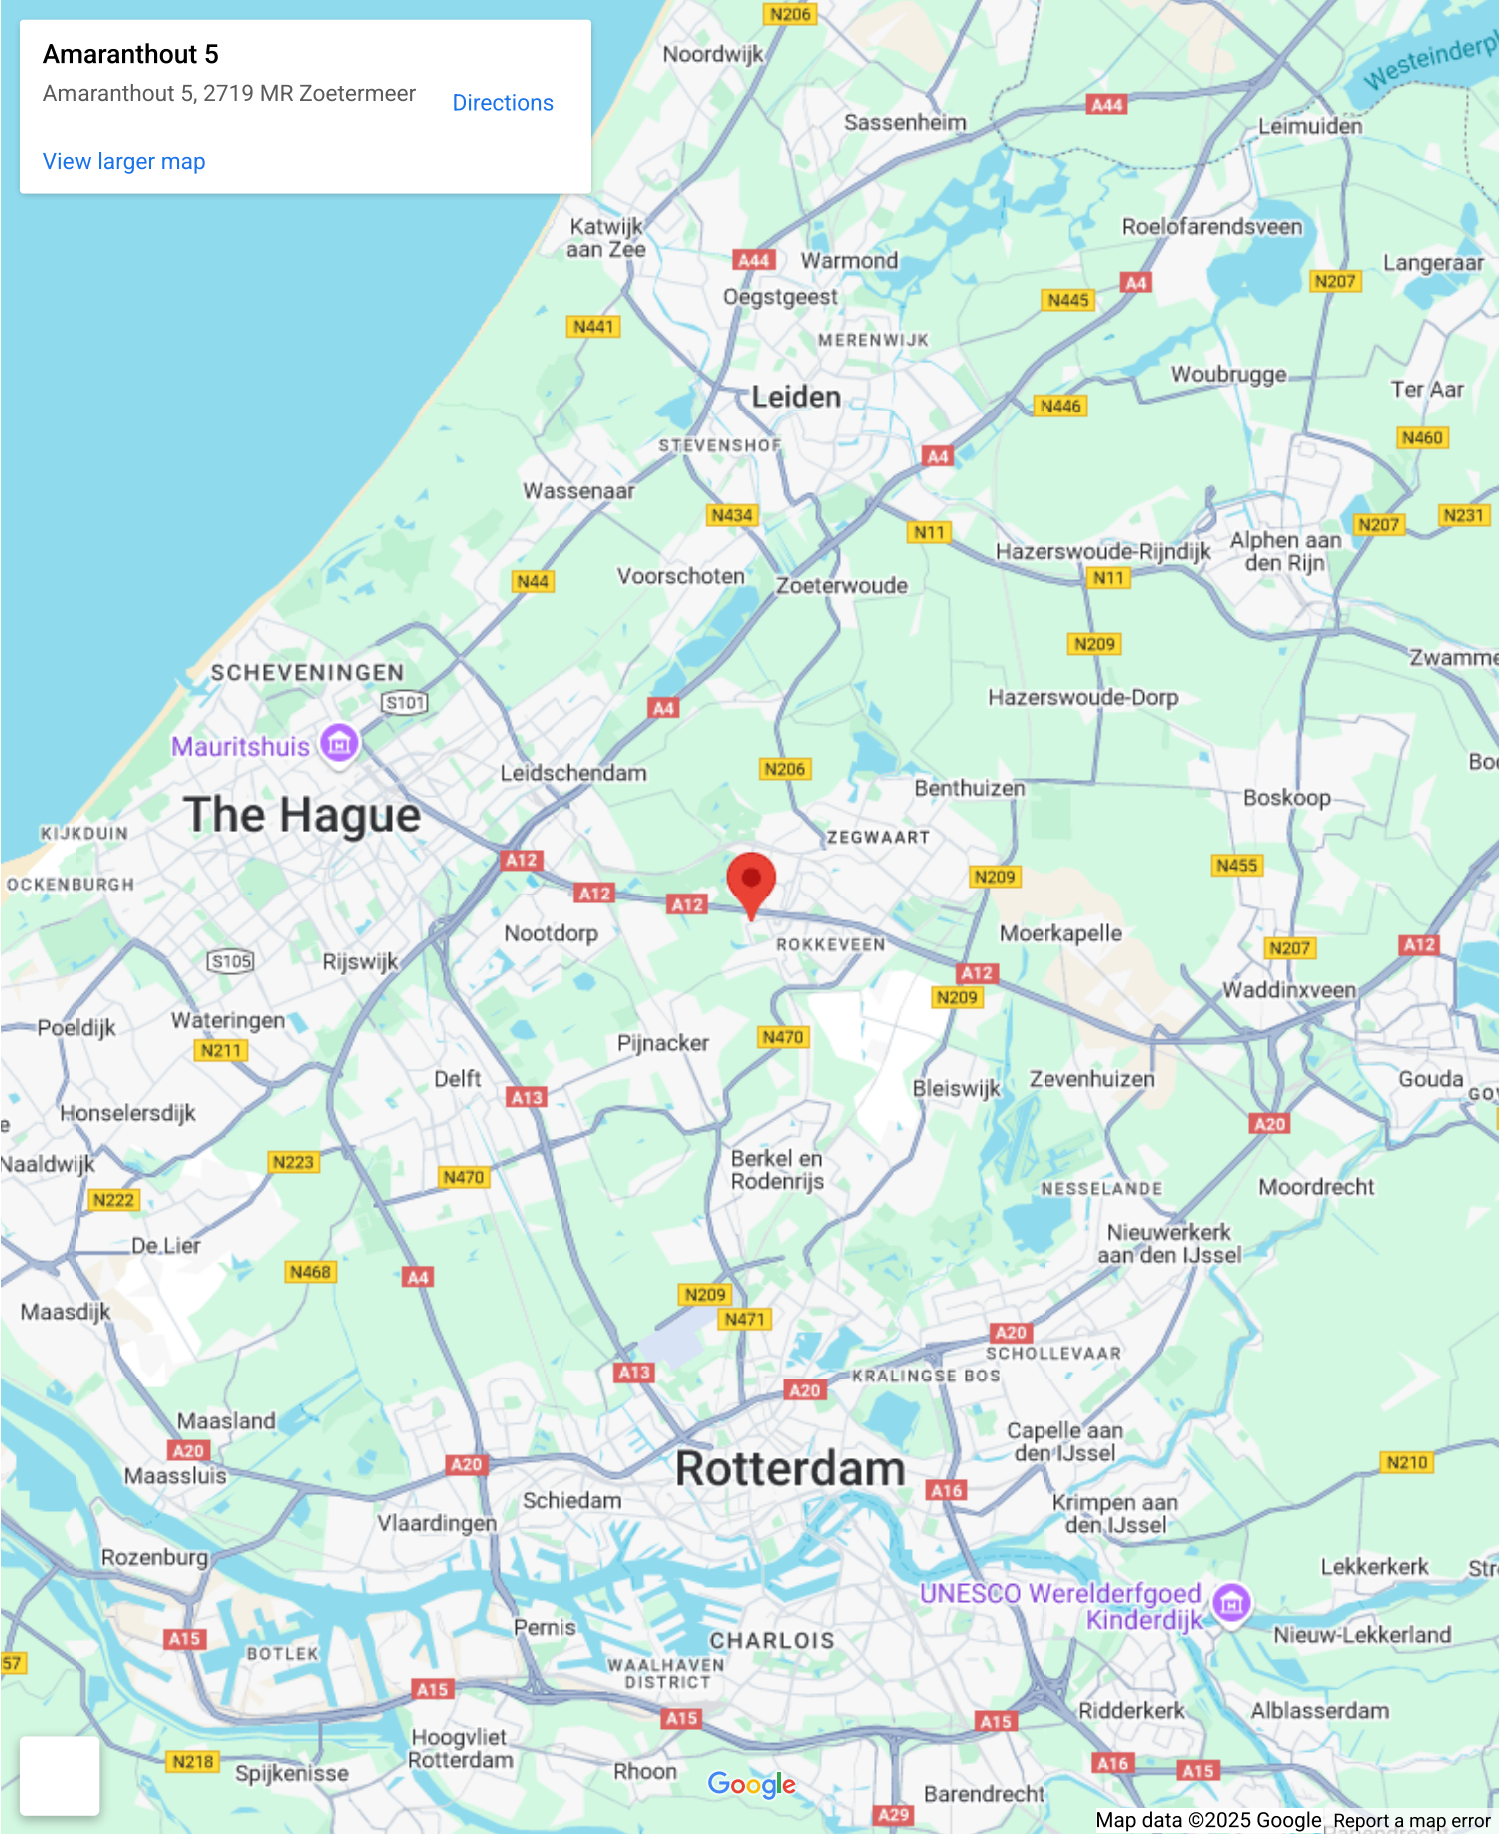 Amaranthout 5
Amaranthout 5, 2719 MR Zoetermeer
Directions
View larger map
N206
Noordwijk
Westeinderpl
A44
Sassenheim
Leimuiden
Katwijk
aan Zee
Roelofarendsveen
A44
Warmond
Langeraar
A4
N207
Oegstgeest
N445
N441
MERENWIJK
Woubrugge
Ter Aar
Leiden
N446
N460
STEVENSHOF
A4
Wassenaar
N434
N207
N231
N11
Alphen aan
den Rijn
Hazerswoude-Rijndijk
N44
Voorschoten
Zoeterwoude
N11
N209
Zwamme
SCHEVENINGEN
S101
Hazerswoude-Dorp
A4
Mauritshuis
Leidschendam
N206
Boo
Benthuizen
Boskoop
The Hague
KIJKDUIN
ZEGWAART
A12
N455
OCKENBURGH
A12
N209
A12
Nootdorp
ROKKEVEEN
Moerkapelle
A12
N207
S105
Rijswijk
A12
N209
Waddinxveen
Poeldijk
Wateringen
N470
Pijnacker
N211
Delft
Bleiswijk
Zevenhuizen
Gouda
GOV
A13
Honselersdijk
e
A20
Naaldwijk
N223
Berkel en
Rodenrijs
N470
NESSELANDE
Moordrecht
N222
De Lier
Nieuwerkerk
aan den IJssel
N468
A4
N209
Maasdijk
N471
A20
SCHOLLEVAAR
A13
KRALINGSE BOS
A20
Maasland
Capelle aan
den IJssel
A20
A20
Rotterdam
N210
Maassluis
A16
Schiedam
Krimpen aan
den IJssel
Vlaardingen
Rozenburg
Lekkerkerk
Str
UNESCO Werelderfgoed
Kinderdijk
Pernis
A15
CHARLOIS
Nieuw-Lekkerland
BOTLEK
57
WAALHAVEN
DISTRICT
A15
A15
A15
Ridderkerk
Alblasserdam
Hoogvliet
Rotterdam
N218
Spijkenisse
Rhoon
A16
A15
Google
Barendrecht
A29
Map data ©2025 Google
Report a map error